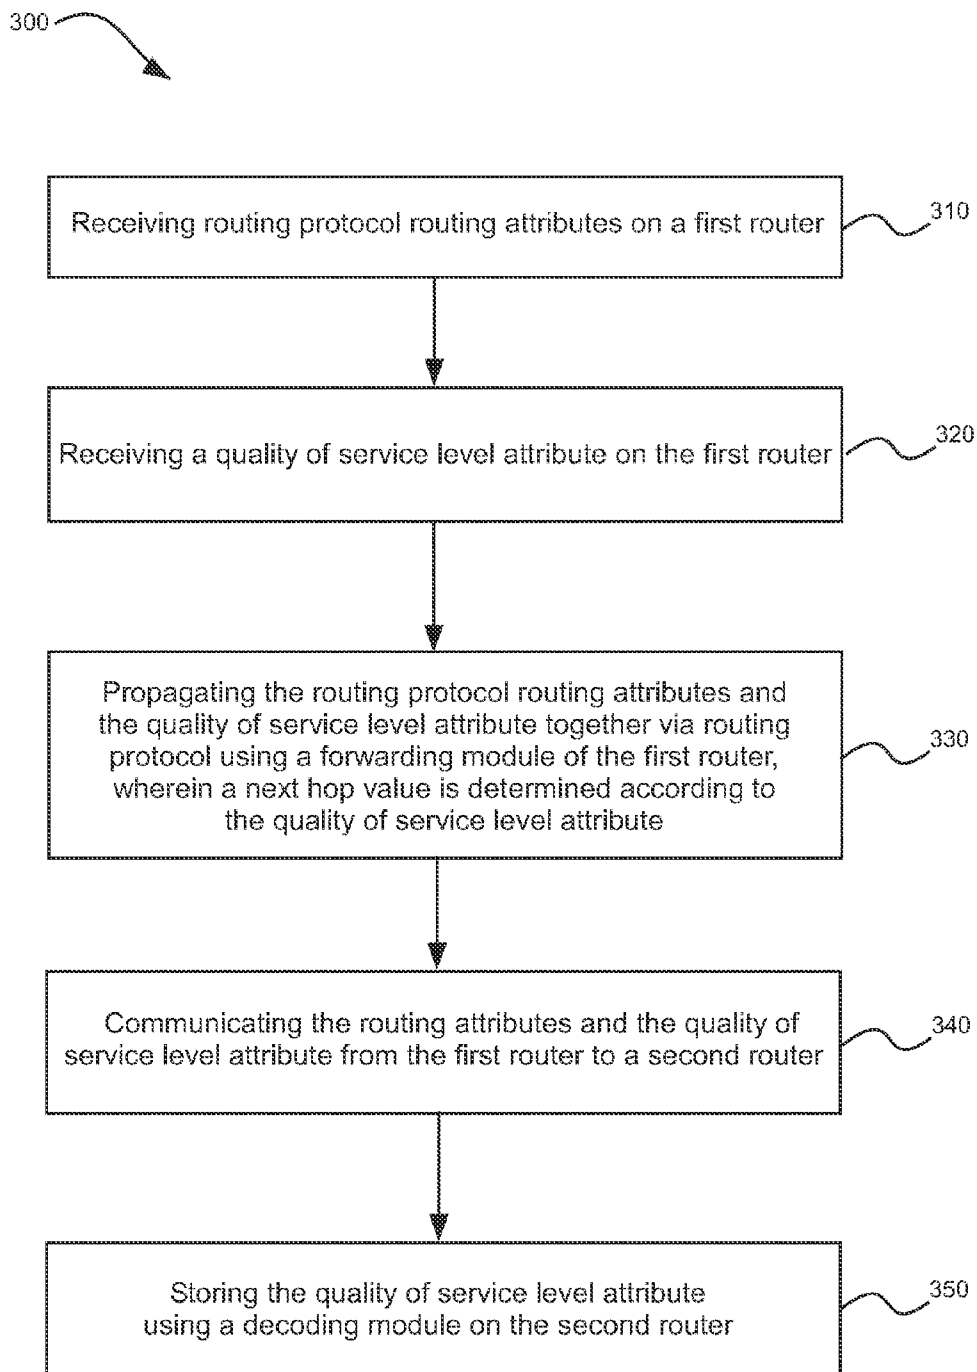 300
Receiving routing protocol routing attributes on a first router
310
Receiving a quality of service level attribute on the first router
320
Propagating the routing protocol routing attributes and
the quality of service level attribute together via routing
protocol using a forwarding module of the first router,
wherein a next hop value is determined according to
the quality of service level attribute
330
Communicating the routing attributes and the quality of
service level attribute from the first router to a second router
340
Storing the quality of service level attribute
using a decoding module on the second router
350